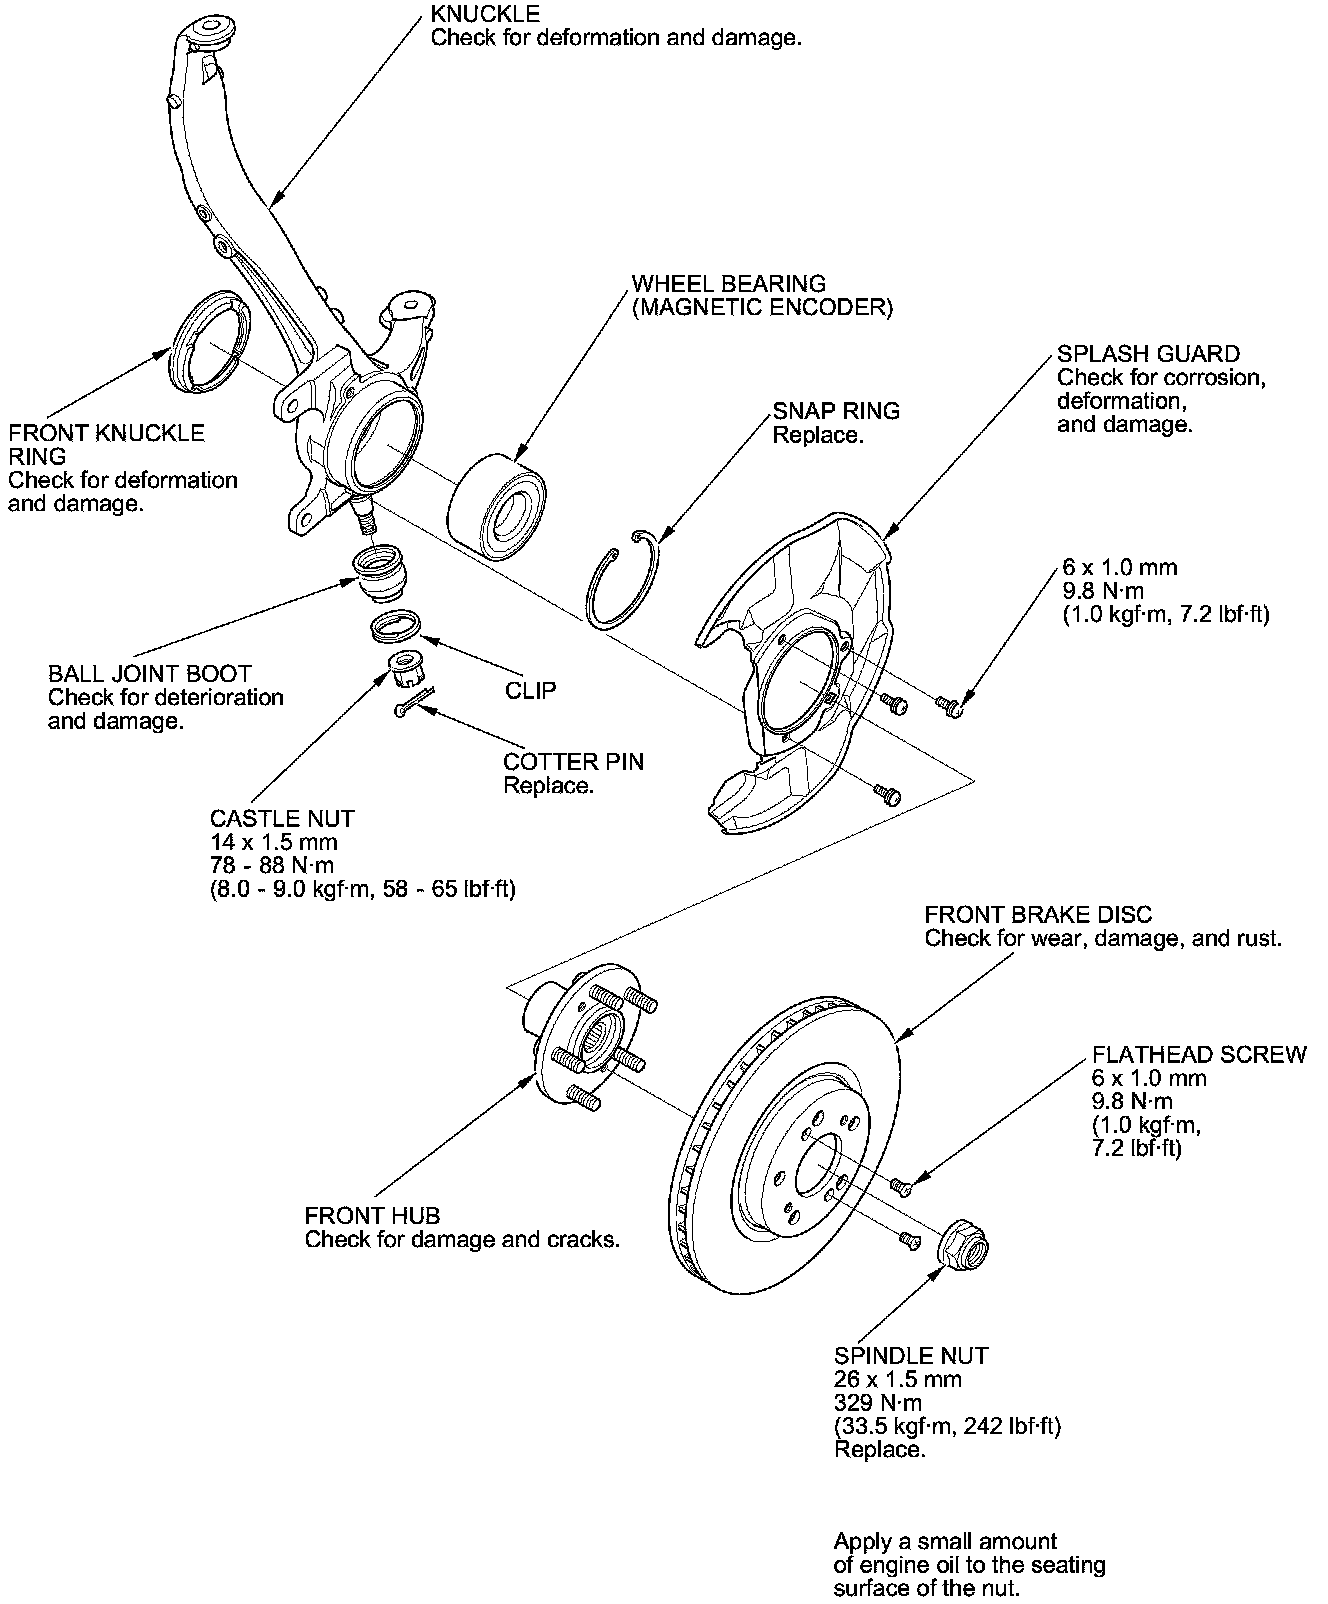 KNUCKLE
Check for deformation and damage.
WHEEL BEARING
(MAGNETIC ENCODER)
SPLASH GUARD
Check for corrosion,
deformation,
and damage.
SNAP RING
Replace.
FRONT KNUCKLE
RING
Check for deformation
and damage.
6 x 1.0 mm
9.8 N·m
(1.0 kgf·m, 7.2 lbf·ft)
BALL JOINT BOOT
Check for deterioration
and damage.
CLIP
COTTER PIN
Replace.
CASTLE NUT
14 x 1.5 mm
78 - 88 N·m
(8.0 - 9.0 kgf·m, 58 - 65 lbf·ft)
FRONT BRAKE DISC
Check for wear, damage, and rust.
FLATHEAD SCREW
6 x 1.0 mm
9.8 N·m
(1.0 kgf·m,
7.2 lbf·ft)
FRONT HUB
Check for damage and cracks.
SPINDLE NUT
26 x 1.5 mm
329 N·m
(33.5 kgf·m, 242 lbf·ft)
Replace.
Apply a small amount
of engine oil to the seating
surface of the nut.